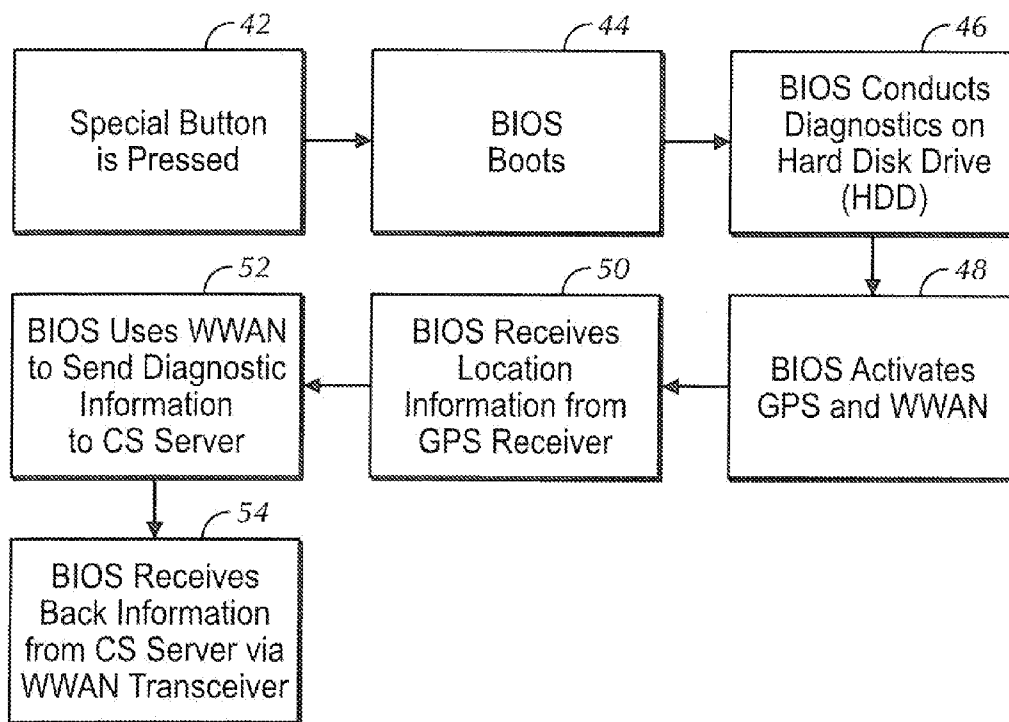 42
Special Button
is Pressed
44
BIOS
Boots
46
BIOS Conducts
Diagnostics on
Hard Disk Drive
(HDD)
48
BIOS Activates
GPS and WWAN
50
BIOS Receives
Location
Information from
GPS Receiver
52
BIOS Uses WWAN
to Send Diagnostic
Information
to CS Server
54
BIOS Receives
Back Information
from CS Server via
WWAN Transceiver